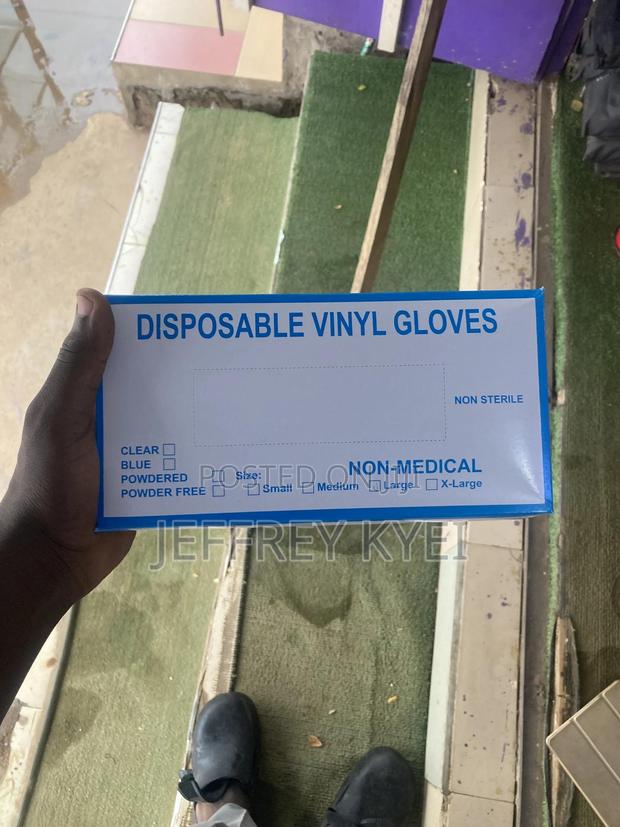 DISPOSABLE VINYL GLOVES
NON STERILE
CLEAR
BLUE
NON-MEDICAL
POWDERED
Size:
POWDER FREE
Small Medium Large X-Large
POSTED ON
JEFFREY KYEI